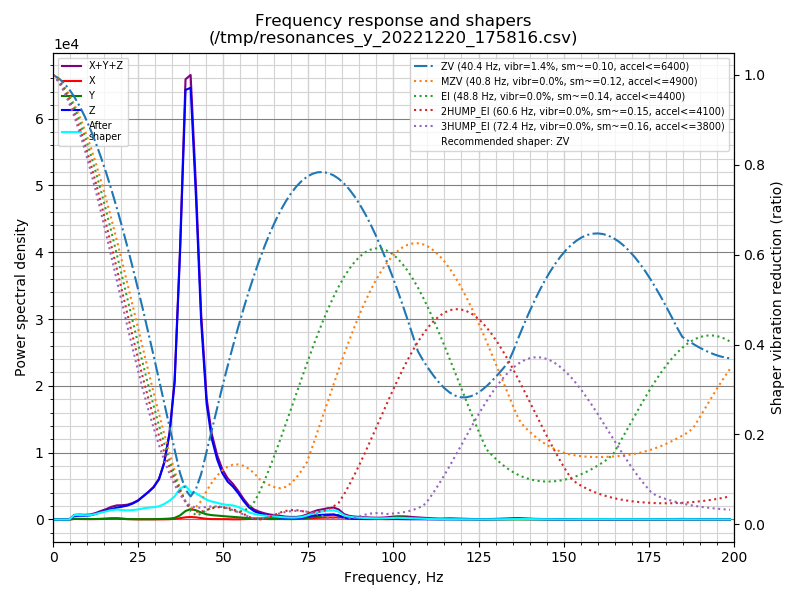 Frequency response and shapers
(/tmp/resonances_y_20221220_175816.csv)
1e4
X+Y+Z
X
Y
Z
After
shaper
ZV (40.4 Hz, vibr=1.4%, sm~=0.10, accel<=6400)
MZV (40.8 Hz, vibr=0.0%, sm~=0.12, accel<=4900)
EI (48.8 Hz, vibr=0.0%, sm~=0.14, accel<=4400)
2HUMP_EI (60.6 Hz, vibr=0.0%, sm~=0.15, accel<=4100)
3HUMP_EI (72.4 Hz, vibr=0.0%, sm~=0.16, accel<=3800)
Recommended shaper: ZV
Power spectral density
6
5
4
3
2
1
0
1.0
0.8
0.6
0.4
0.2
0.0
Shaper vibration reduction (ratio)
0 25 50 75 100 125 150 175 200
Frequency, Hz